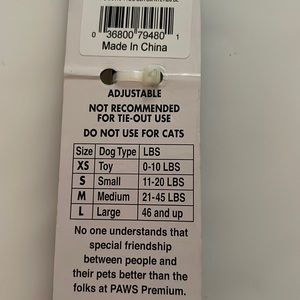 0 36800 79480 1
Made In China
ADJUSTABLE
NOT RECOMMENDED
FOR TIE-OUT USE
DO NOT USE FOR CATS
Size Dog Type LBS
XS Toy 0-10 LBS
S Small 11-20 LBS
M Medium 21-45 LBS
L Large 46 and up
No one understands that
special friendship
between people and
their pets better than the
folks at PAWS Premium.